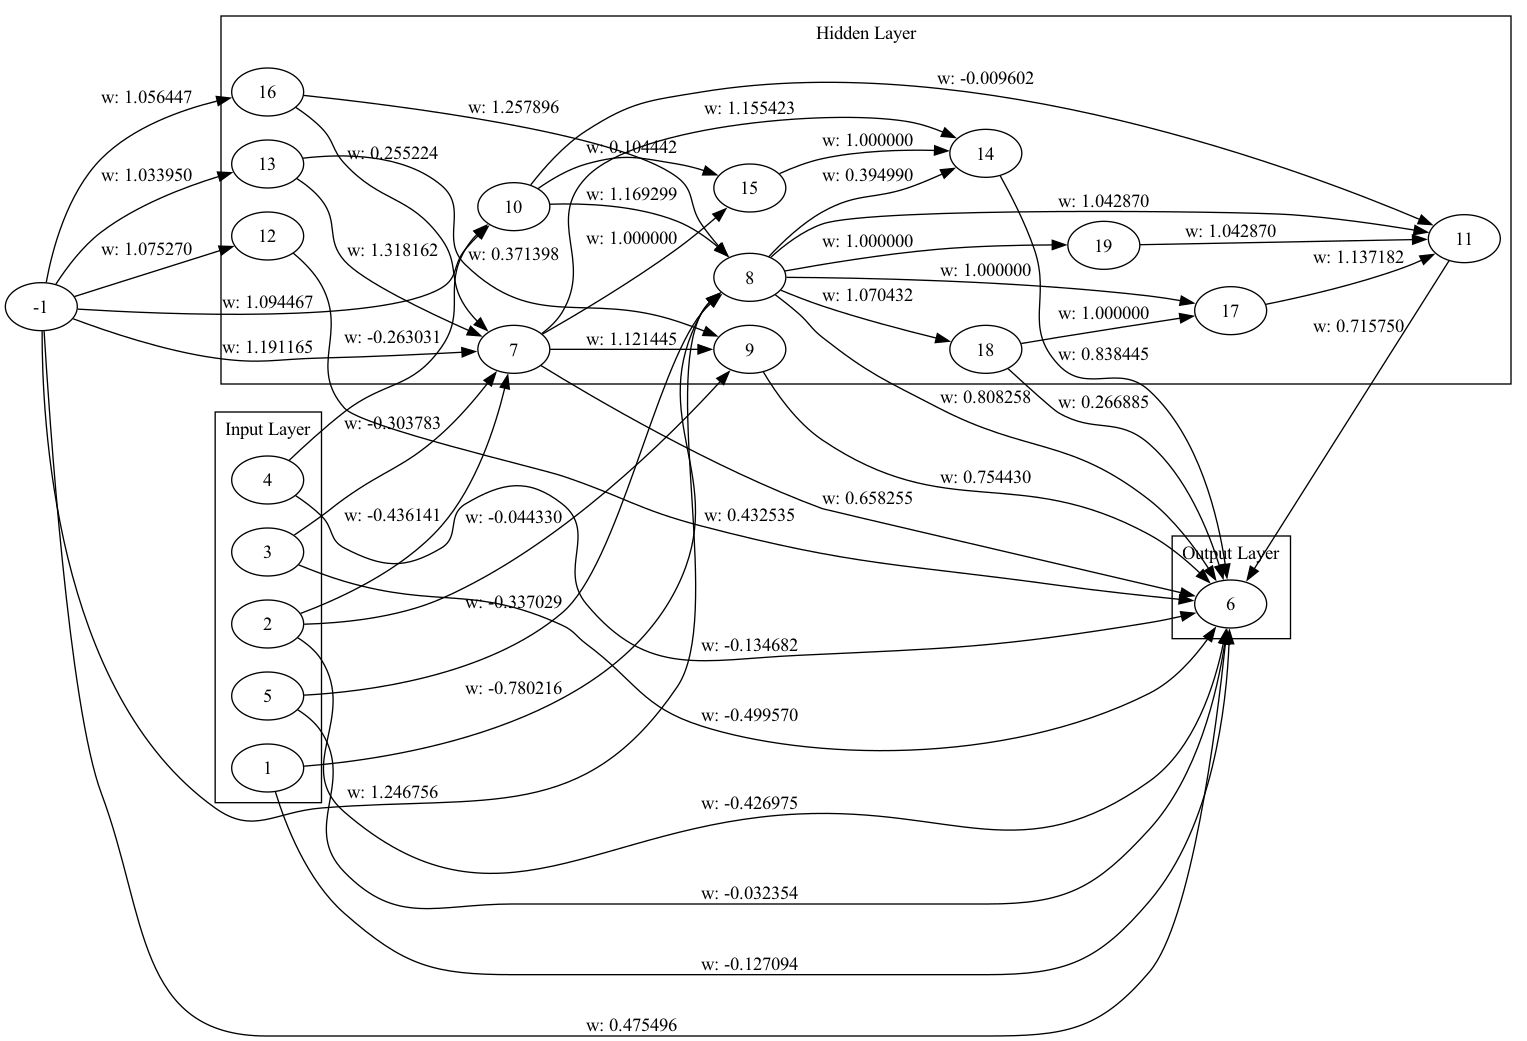 Hidden Layer
w: -0.009602
16
w: 1.056447
w: 1.257896
w: 1.155423
w: 0.104442
w: 1.000000
14
w: 0.255224
13
w: 1.033950
w: 0.394990
15
w: 1.169299
10
w: 1.042870
12
w: 1.075270
w: 1.318162
w: 0.371398
w: 1.000000
w: 1.000000
19
w: 1.042870
11
w: 1.137182
8
w: 1.000000
-1
w: 1.094467
w: 1.070432
17
w: 1.000000
w: 0.715750
w: 1.191165
w: -0.263031
7
w: 1.121445
9
18
w: 0.838445
w: 0.808258
w: 0.266885
Input Layer
w: -0.303783
4
w: 0.754430
w: 0.658255
w: -0.436141
w: -0.044330
w: 0.432535
3
Output Layer
w: -0.337029
6
2
w: -0.134682
5
w: -0.780216
w: -0.499570
1
w: 1.246756
w: -0.426975
w: -0.032354
w: -0.127094
w: 0.475496